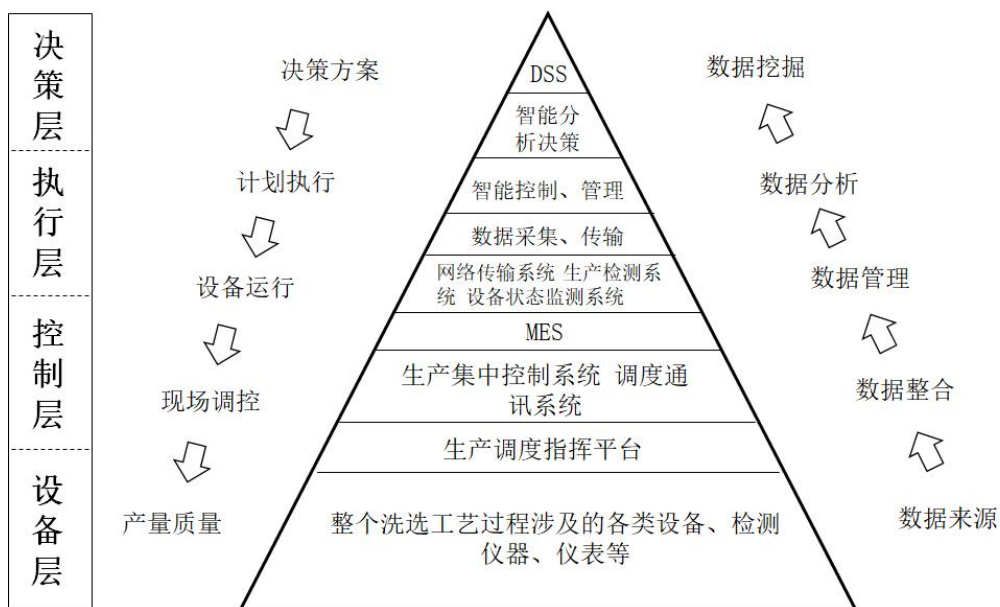 决策层
执行层
控制层
设备层
决策方案
计划执行
设备运行
现场调控
产量质量
DSS
智能分
析决策
智能控制、管理
数据采集、传输
网络传输系统 生产检测系
统 设备状态监测系统
MES
生产集中控制系统 调度通
讯系统
生产调度指挥平台
整个洗选工艺过程涉及的各类设备、检测
仪器、仪表等
数据挖掘
数据分析
数据管理
数据整合
数据来源